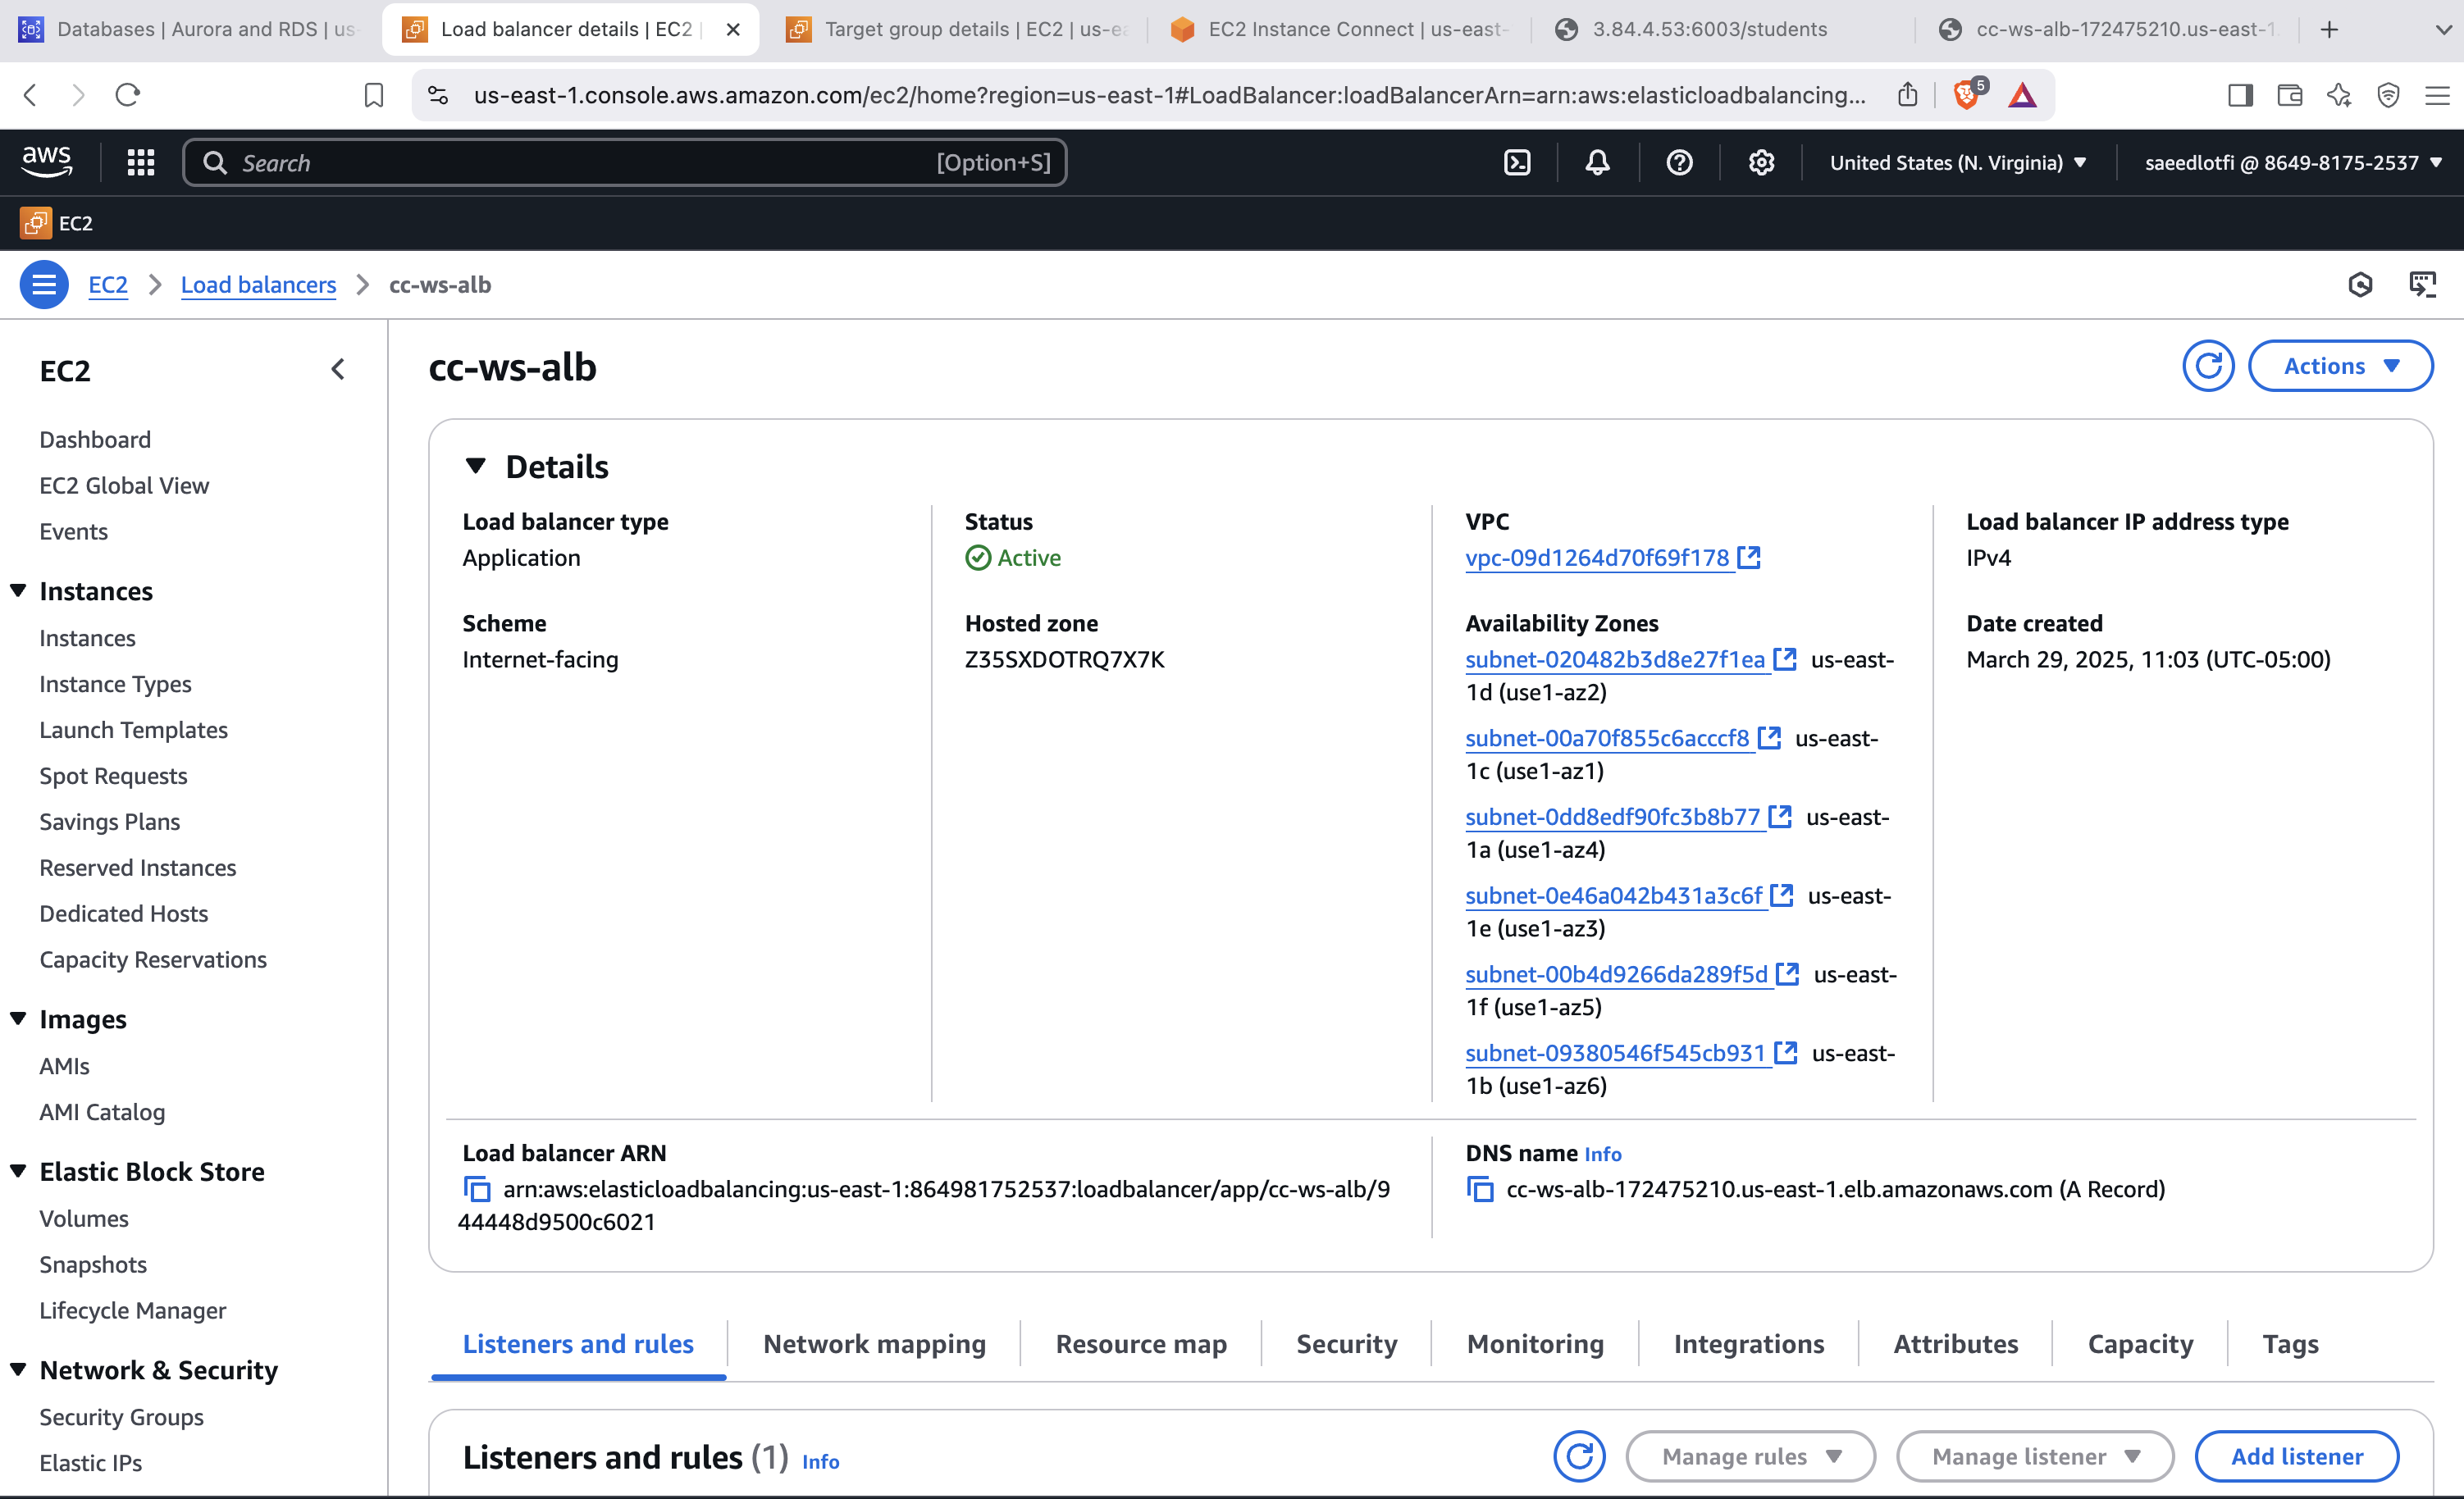 Databases | Aurora and RDS | us-
Load balancer details | EC2 |
Target group details | EC2 | us-ea
EC2 Instance Connect | us-east-
3.84.4.53:6003/students
cc-ws-alb-172475210.us-east-1.
us-east-1.console.aws.amazon.com/ec2/home?region=us-east-1#LoadBalancer:loadBalancerArn=arn:aws:elasticloadbalancing...
5
aws
Search
[Option+S]
United States (N. Virginia)
saeedlotfi @ 8649-8175-2537
EC2
EC2
Load balancers
cc-ws-alb
EC2
Dashboard
EC2 Global View
Events
Instances
Instances
Instance Types
Launch Templates
Spot Requests
Savings Plans
Reserved Instances
Dedicated Hosts
Capacity Reservations
Images
AMIs
AMI Catalog
Elastic Block Store
Volumes
Snapshots
Lifecycle Manager
Network & Security
Security Groups
Elastic IPs
cc-ws-alb
Actions
Details
Load balancer type
Application
Scheme
Internet-facing
Status
Active
Hosted zone
Z35SXDOTRQ7X7K
VPC
vpc-09d1264d70f69f178
Availability Zones
subnet-020482b3d8e27f1ea us-east-
1d (use1-az2)
subnet-00a70f855c6acccf8 us-east-
1c (use1-az1)
subnet-0dd8edf90fc3b8b77 us-east-
1a (use1-az4)
subnet-0e46a042b431a3c6f us-east-
1e (use1-az3)
subnet-00b4d9266da289f5d us-east-
1f (use1-az5)
subnet-09380546f545cb931 us-east-
1b (use1-az6)
Load balancer IP address type
IPv4
Date created
March 29, 2025, 11:03 (UTC-05:00)
Load balancer ARN
arn:aws:elasticloadbalancing:us-east-1:864981752537:loadbalancer/app/cc-ws-alb/9
44448d9500c6021
DNS name Info
cc-ws-alb-172475210.us-east-1.elb.amazonaws.com (A Record)
Listeners and rules
Network mapping
Resource map
Security
Monitoring
Integrations
Attributes
Capacity
Tags
Listeners and rules (1) Info
Manage rules
Manage listener
Add listener